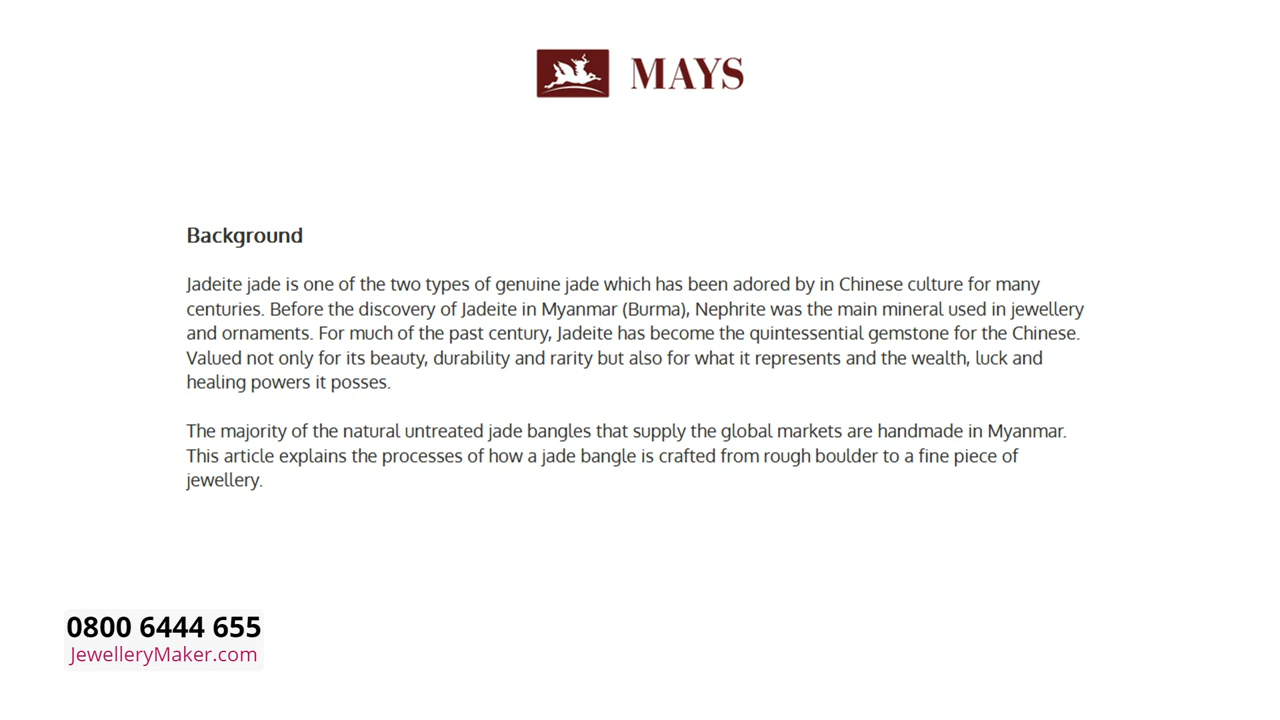 MAYS
Background
Jadeite jade is one of the two types of genuine jade which has been adored by in Chinese culture for many
centuries. Before the discovery of Jadeite in Myanmar (Burma), Nephrite was the main mineral used in jewellery
and ornaments. For much of the past century, Jadeite has become the quintessential gemstone for the Chinese.
Valued not only for its beauty, durability and rarity but also for what it represents and the wealth, luck and
healing powers it posses.
The majority of the natural untreated jade bangles that supply the global markets are handmade in Myanmar.
This article explains the processes of how a jade bangle is crafted from rough boulder to a fine piece of
jewellery.
0800 6444 655
JewelleryMaker.com